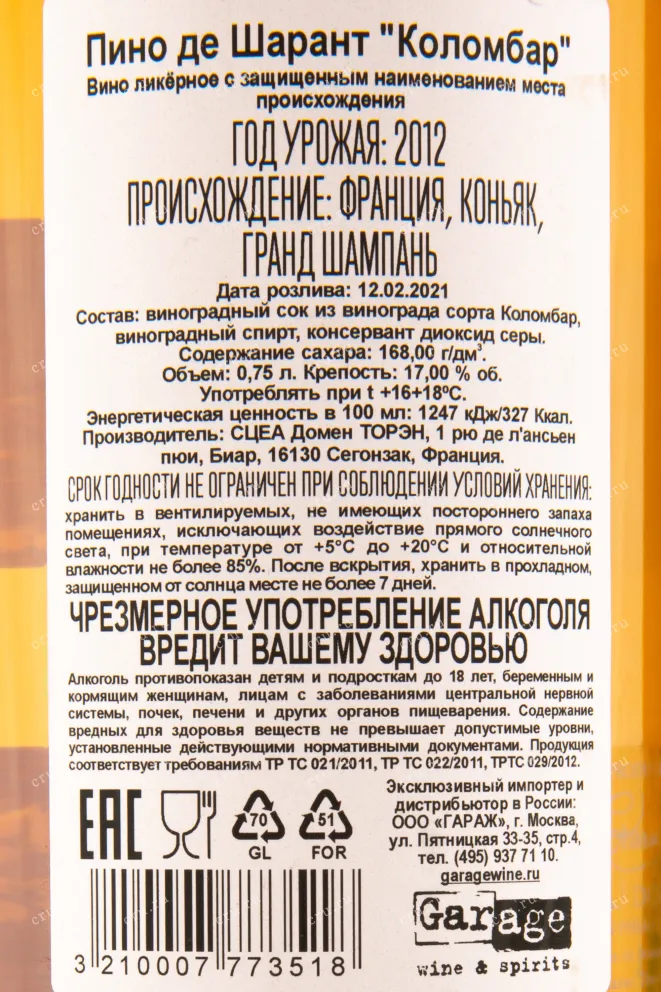 Пино де Шарант "Коломбар"
Вино ликёрное с защищенным наименованием места
происхождения
ГОД УРОЖАЯ: 2012
ПРОИСХОЖДЕНИЕ: ФРАНЦИЯ, КОНЬЯК,
ГРАНД ШАМПАНЬ
Дата розлива: 12.02.2021
Состав: виноградный сок из винограда сорта Коломбар,
виноградный спирт, консервант диоксид серы.
Содержание сахара: 168,00 г/дм³.
Объем: 0,75 л. Крепость: 17,00 % об.
Употреблять при t +16+18ºС.
Энергетическая ценность в 100 мл: 1247 кДж/327 Ккал.
Производитель: СЦЕА Домен ТОРЭН, 1 рю де л'ансьен
пюи, Биар, 16130 Сегонзак, Франция.
СРОК ГОДНОСТИ НЕ ОГРАНИЧЕН ПРИ СОБЛЮДЕНИИ УСЛОВИЙ ХРАНЕНИЯ:
хранить в вентилируемых, не имеющих постороннего запаха
помещениях, исключающих воздействие прямого солнечного
света, при температуре от +5°С до +20°С и относительной
влажности не более 85%. После вскрытия, хранить в прохладном,
защищенном от солнца месте не более 7 дней.
ЧРЕЗМЕРНОЕ УПОТРЕБЛЕНИЕ АЛКОГОЛЯ
ВРЕДИТ ВАШЕМУ ЗДОРОВЬЮ
Алкоголь противопоказан детям и подросткам до 18 лет, беременным и
кормящим женщинам, лицам с заболеваниями центральной нервной
системы, почек, печени и других органов пищеварения. Содержание
вредных для здоровья веществ не превышает допустимые уровни,
установленные действующими нормативными документами. Продукция
соответствует требованиям ТР ТС 021/2011, ТР ТС 022/2011, ТРТС 029/2012.
EAC
70
GL
51
FOR
Эксклюзивный импортер и
дистрибьютор в России:
ООО «ГАРАЖ», г. Москва,
ул. Пятницкая 33-35, стр.4,
тел. (495) 937 71 10.
garagewine.ru
Garage
wine & spirits
3 210007 773518